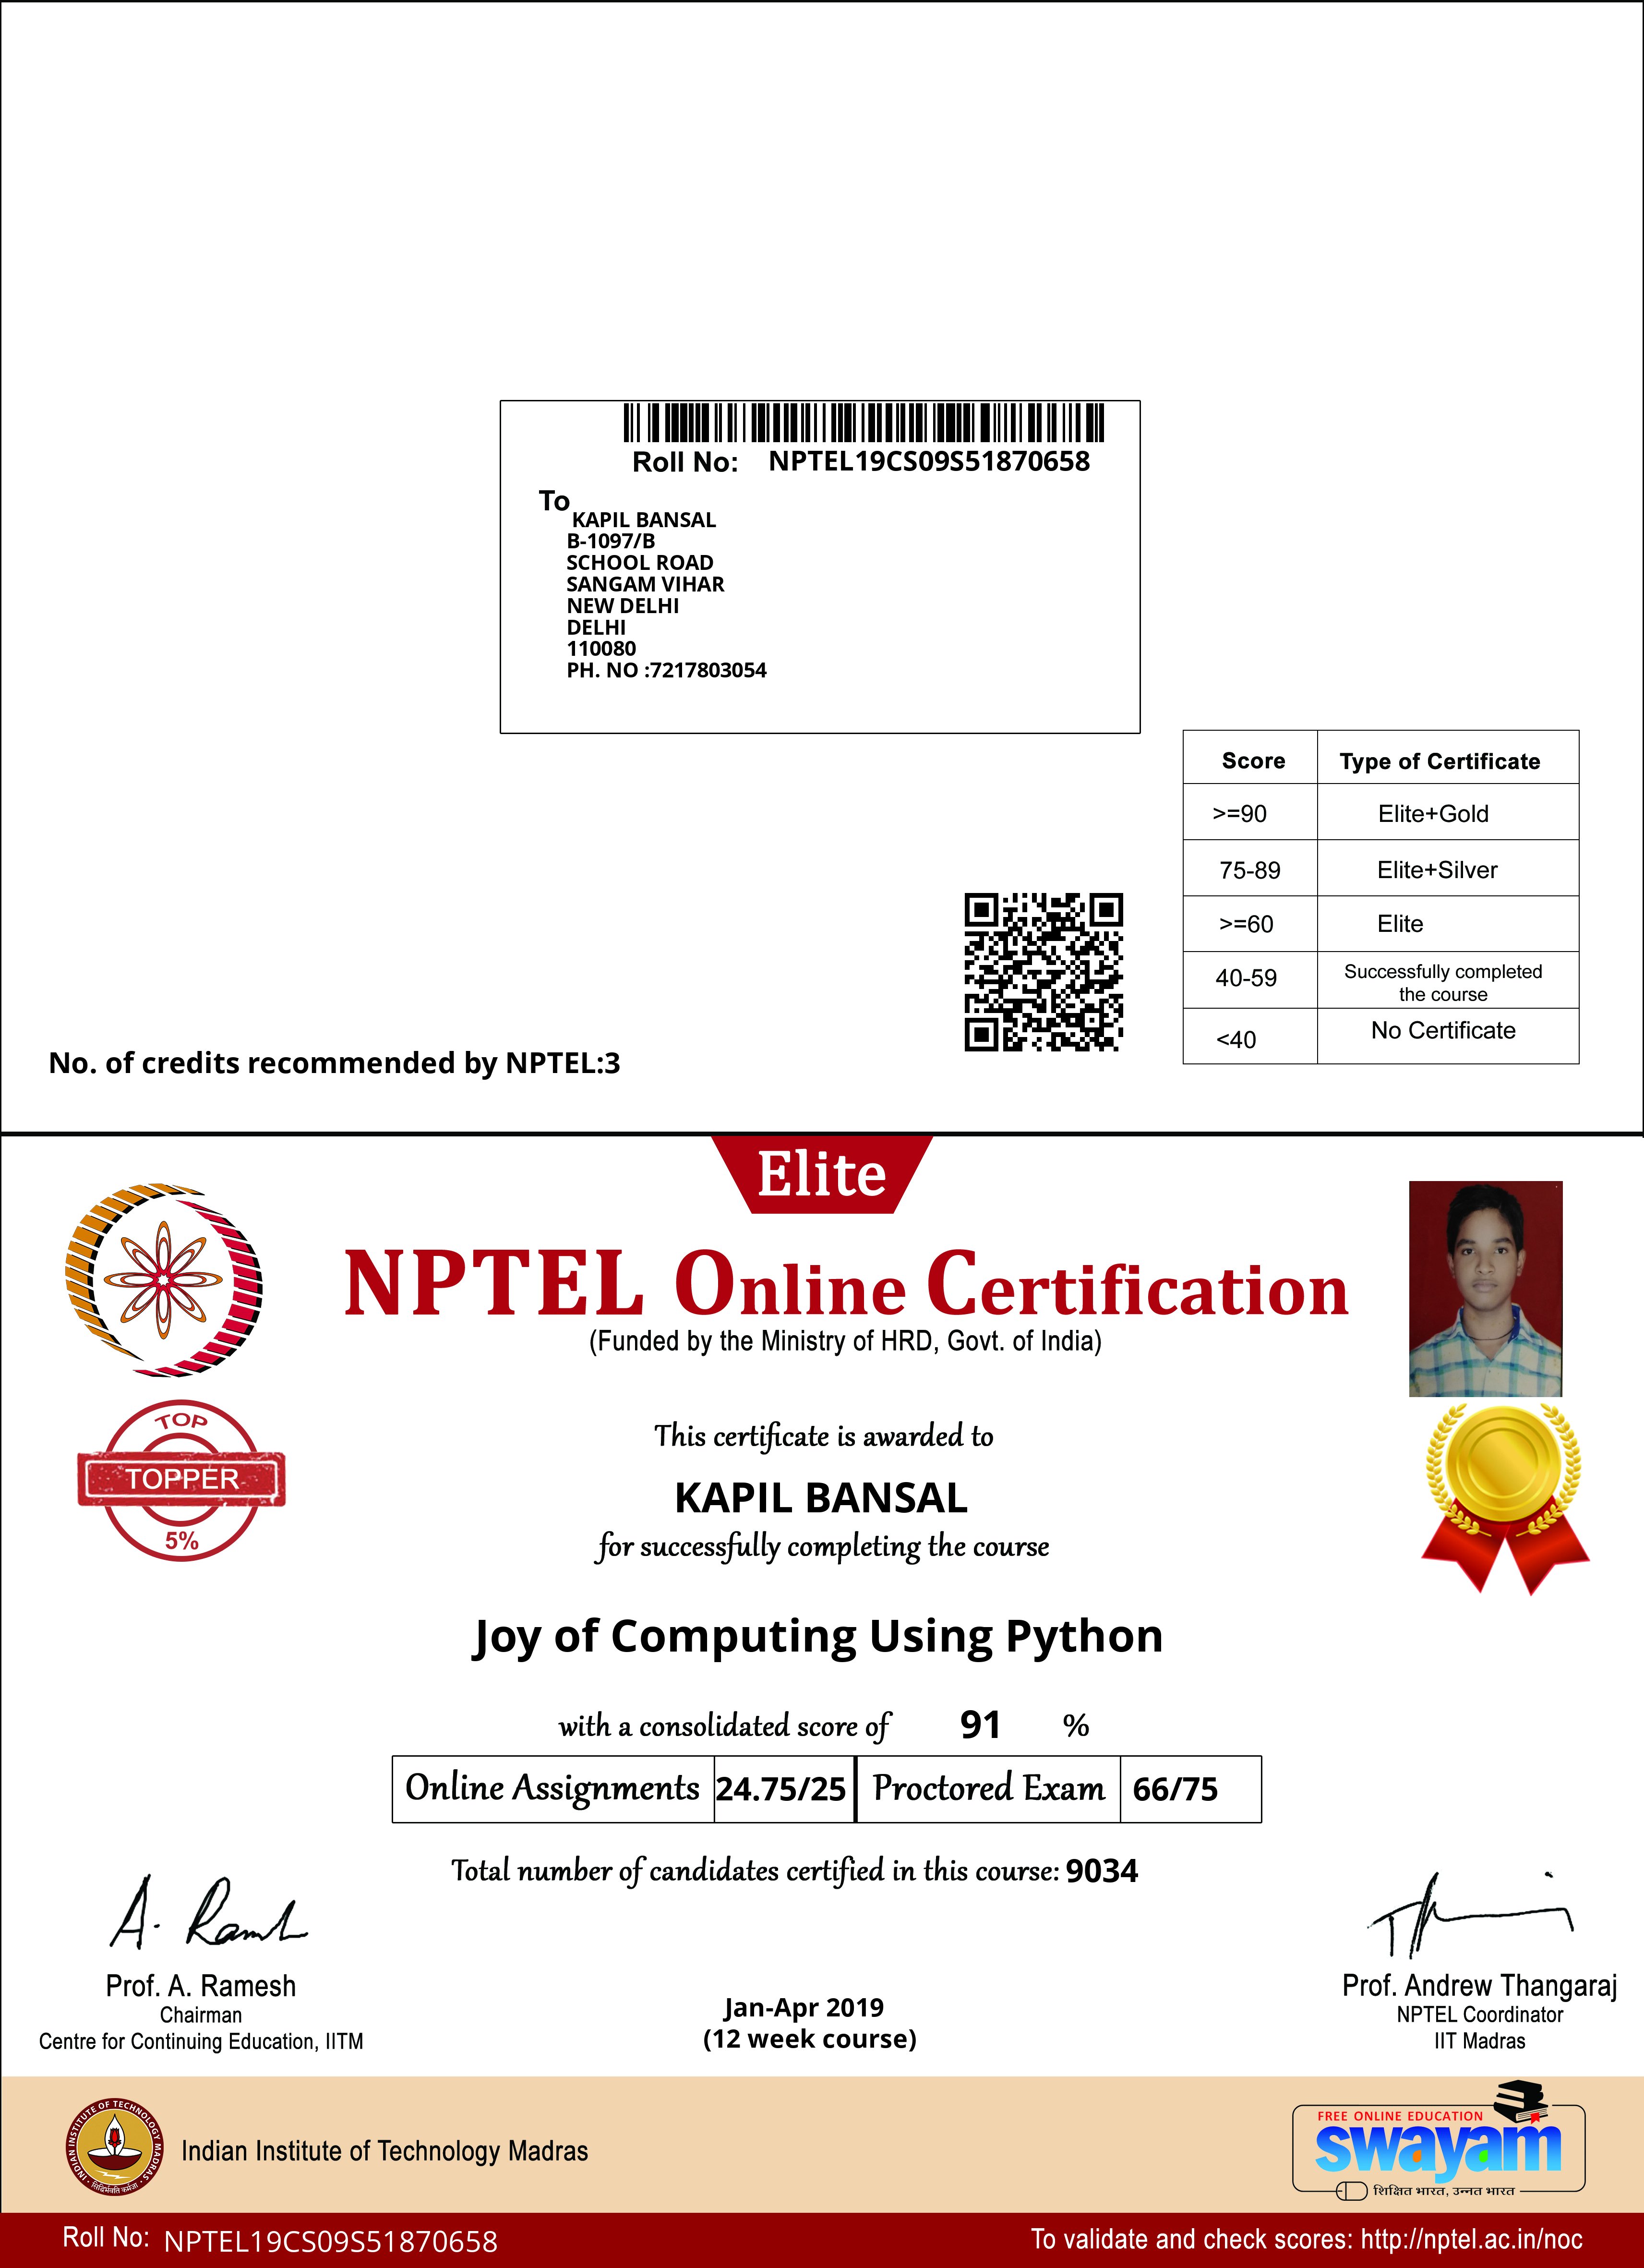 Roll No: NPTEL19CS09S51870658
To
KAPIL BANSAL
B-1097/B
SCHOOL ROAD
SANGAM VIHAR
NEW DELHI
DELHI
110080
PH. NO :7217803054
Score Type of Certificate
>=90 Elite+Gold
75-89 Elite+Silver
>=60 Elite
40-59 Successfully completed
the course
<40 No Certificate
No. of credits recommended by NPTEL:3
Elite
NPTEL Online Certification
(Funded by the Ministry of HRD, Govt. of India)
TOP
TOPPER
5%
This certificate is awarded to
KAPIL BANSAL
for successfully completing the course
Joy of Computing Using Python
with a consolidated score of 91 %
Online Assignments 24.75/25 Proctored Exam 66/75
Total number of candidates certified in this course: 9034
Prof. A. Ramesh
Chairman
Centre for Continuing Education, IITM
Jan-Apr 2019
(12 week course)
Prof. Andrew Thangaraj
NPTEL Coordinator
IIT Madras
INDIAN INSTITUTE OF TECHNOLOGY MADRAS
सिद्धिर्भवति कर्मजा
Indian Institute of Technology Madras
FREE ONLINE EDUCATION
swayam
शिक्षित भारत, उन्नत भारत
Roll No: NPTEL19CS09S51870658
To validate and check scores: http://nptel.ac.in/noc